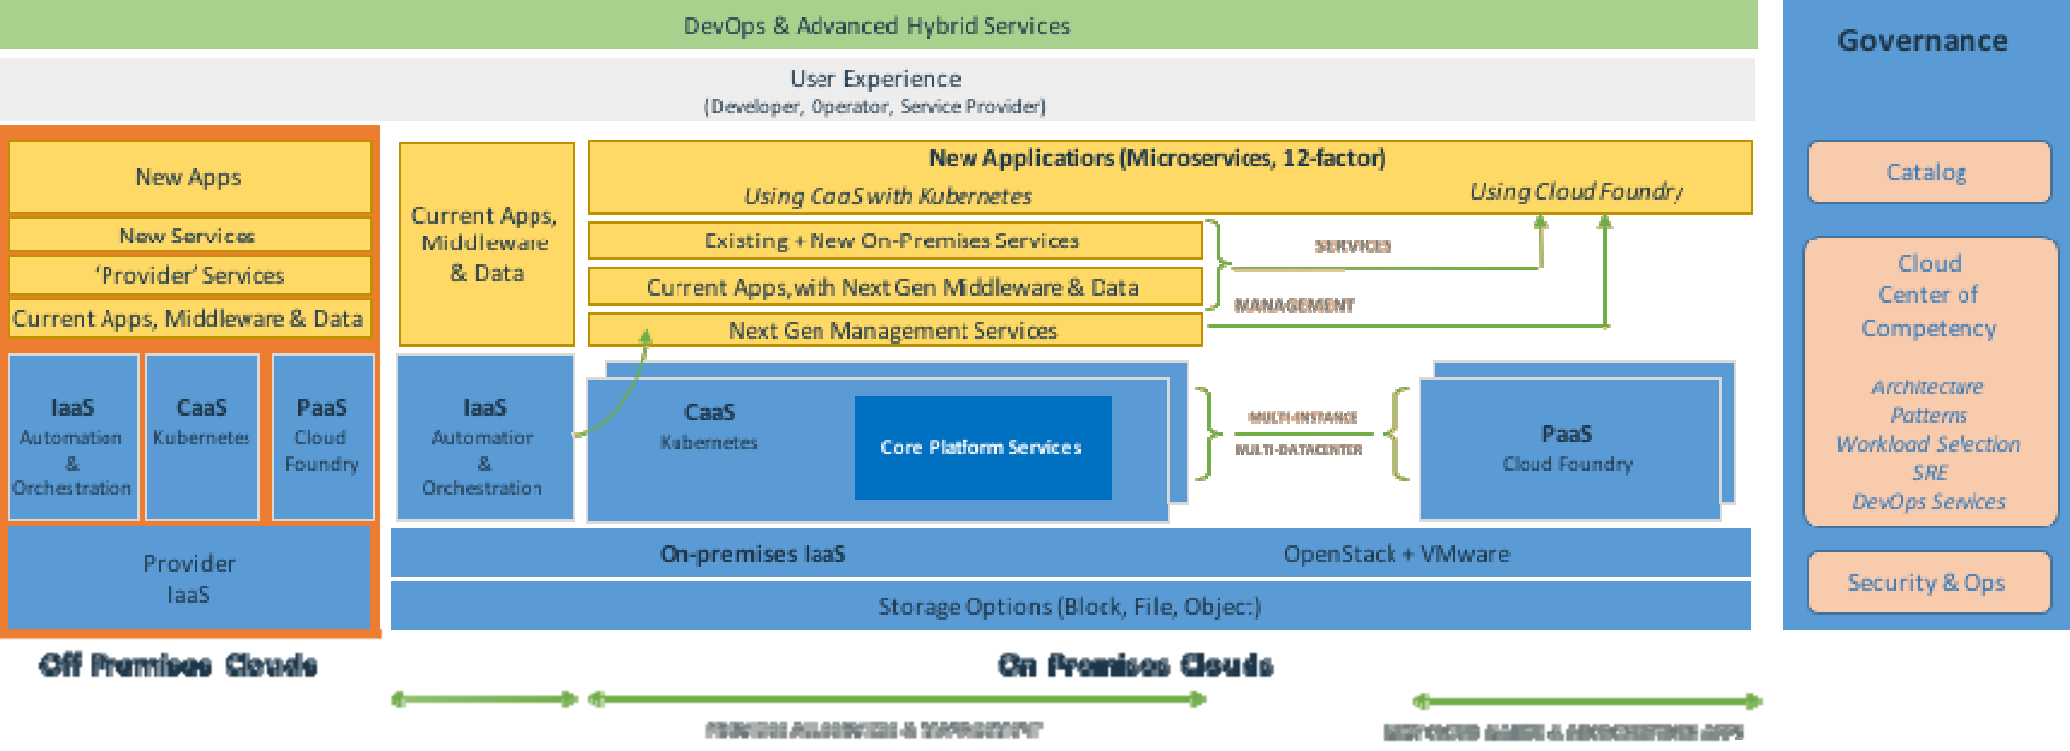 DevOps & Advanced Hybrid Services
Governance
User Experience
(Developer, Operator, Service Provider)
New Apps
New Services
'Provider' Services
Current Apps, Middleware & Data
IaaS
Automation
&
Orchestration
CaaS
Kubernetes
PaaS
Cloud
Foundry
Provider
IaaS
Off Premises Clouds
Current Apps,
Middleware
& Data
New Applications (Microservices, 12-factor)
Using CaaS with Kubernetes
Using Cloud Foundry
Existing + New On-Premises Services
Current Apps, with Next Gen Middleware & Data
Next Gen Management Services
SERVICES
MANAGEMENT
IaaS
Automation
&
Orchestration
CaaS
Kubernetes
Core Platform Services
MULTI-INSTANCE
MULTI-DATACENTER
PaaS
Cloud Foundry
On-premises IaaS
OpenStack + VMware
Storage Options (Block, File, Object)
On Premises Clouds
Catalog
Cloud
Center of
Competency
Architecture
Patterns
Workload Selection
SRE
DevOps Services
Security & Ops